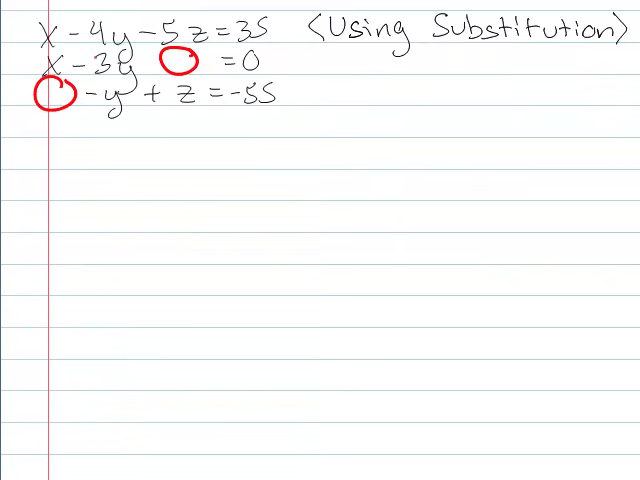 x - 4y - 5z = 35 (Using Substitution)
x - 3y = 0
- y + z = -55